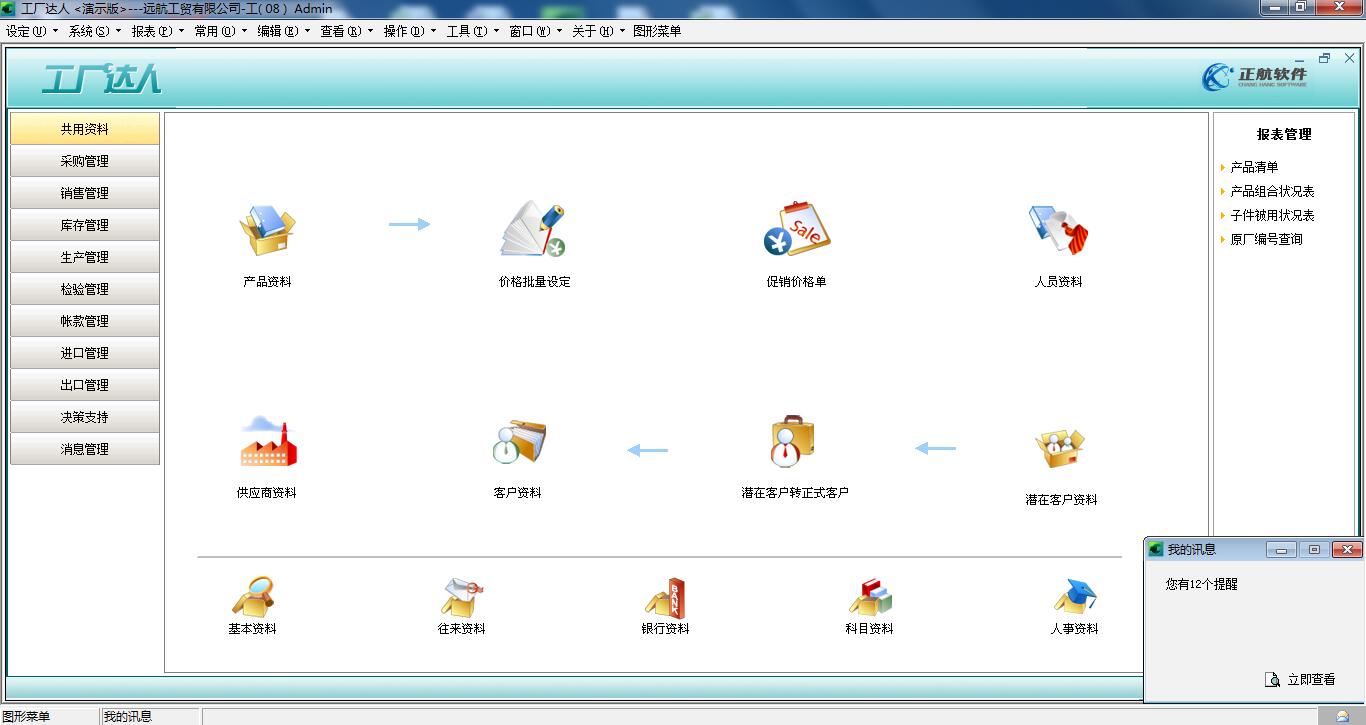 工厂达人 <演示版>---远航工贸有限公司-工( 08 ) Admin
设定(U) 系统(S) 报表(P) 常用(O) 编辑(E) 查看(R) 操作(D) 工具(T) 窗口(W) 关于(H) 图形菜单
工厂达人
正航软件
CHANG HANG SOFTWARE
共用资料
采购管理
销售管理
库存管理
生产管理
检验管理
帐款管理
进口管理
出口管理
决策支持
消息管理
Sale
产品资料 价格批量设定 促销价格单 人员资料
供应商资料 客户资料 潜在客户转正式客户 潜在客户资料
BANK
基本资料 往来资料 银行资料 科目资料 人事资料
报表管理
产品清单
产品组合状况表
子件被用状况表
原厂编号查询
我的讯息
您有12个提醒
立即查看
图形菜单 我的讯息